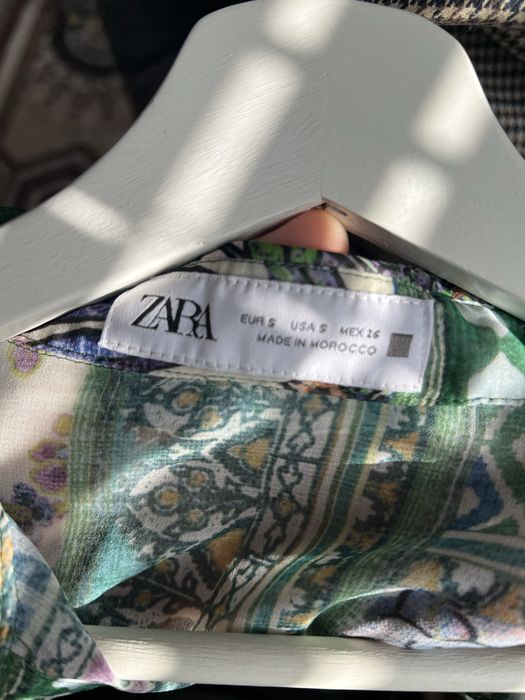 ZARA
EUR S USA S MEX 26
MADE IN MOROCCO